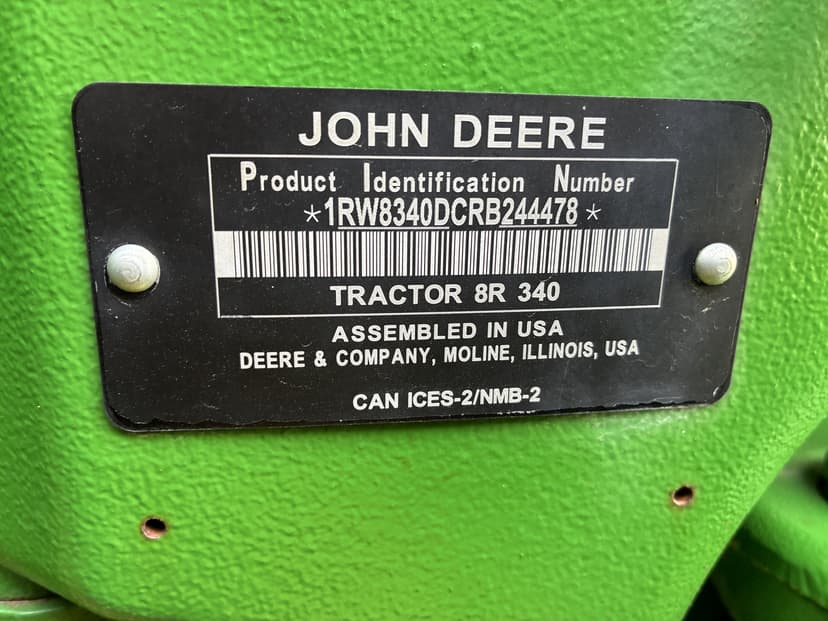 JOHN DEERE
Product Identification Number
*1RW8340DCRB244478*
TRACTOR 8R 340
ASSEMBLED IN USA
DEERE & COMPANY, MOLINE, ILLINOIS, USA
CAN ICES-2/NMB-2